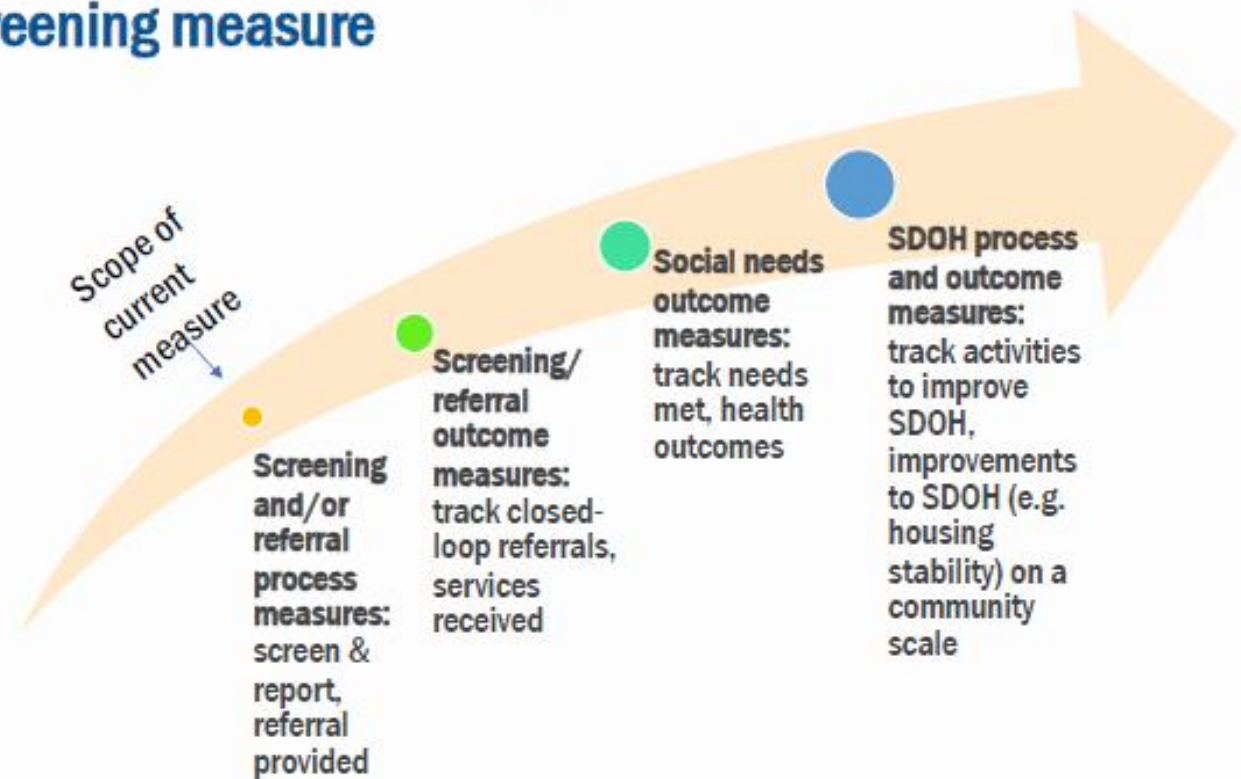 reening measure
Scope of
current
measure
Screening
and/or
referral
process
measures:
screen &
report,
referral
provided
Screening/
referral
outcome
measures:
track closed-
loop referrals,
services
received
Social needs
outcome
measures:
track needs
met, health
outcomes
SDOH process
and outcome
measures:
track activities
to improve
SDOH,
improvements
to SDOH (e.g.
housing
stability) on a
community
scale